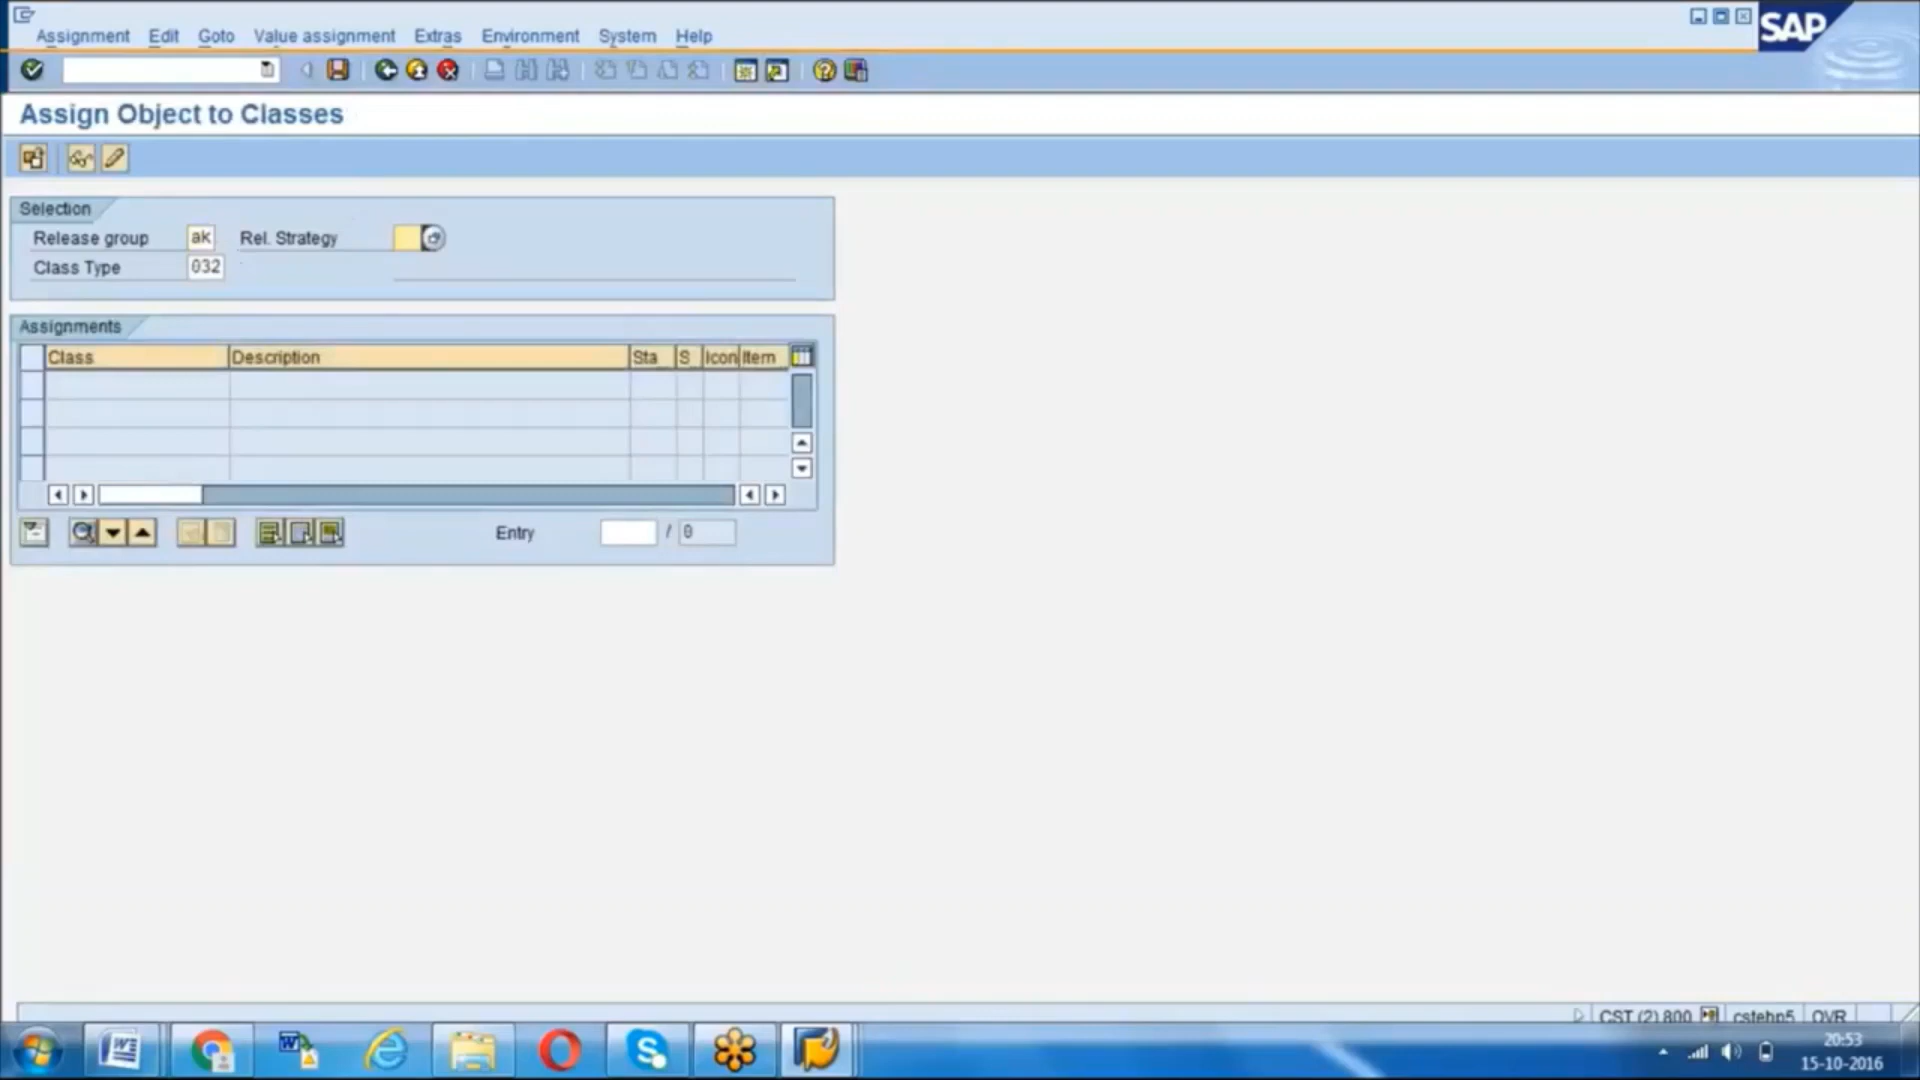 Assignment Edit Goto Value assignment Extras Environment System Help
SAP
Assign Object to Classes
Selection
Release group ak Rel. Strategy
Class Type 032
Assignments
Class Description Sta S Icon Item
Entry / 0
CST (2) 800 cstehp5 OVR
20:53
15-10-2016